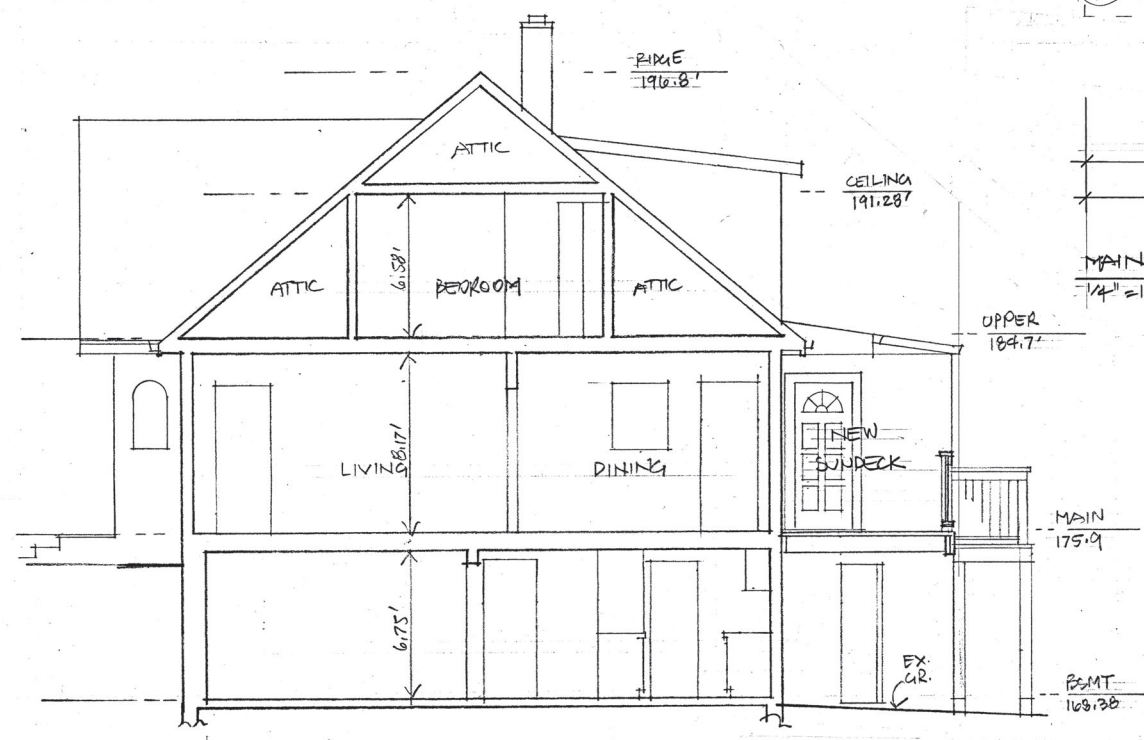 RIDGE
196.8'
ATTIC
CEILING
191.28'
6.58'
ATTIC
BEDROOM
ATTIC
MAIN
1/4" = 1
UPPER
184.7'
8.17'
LIVING
DINING
NEW
SUNDECK
MAIN
175.9
6.75'
EX.
GR.
BSMT
168.38